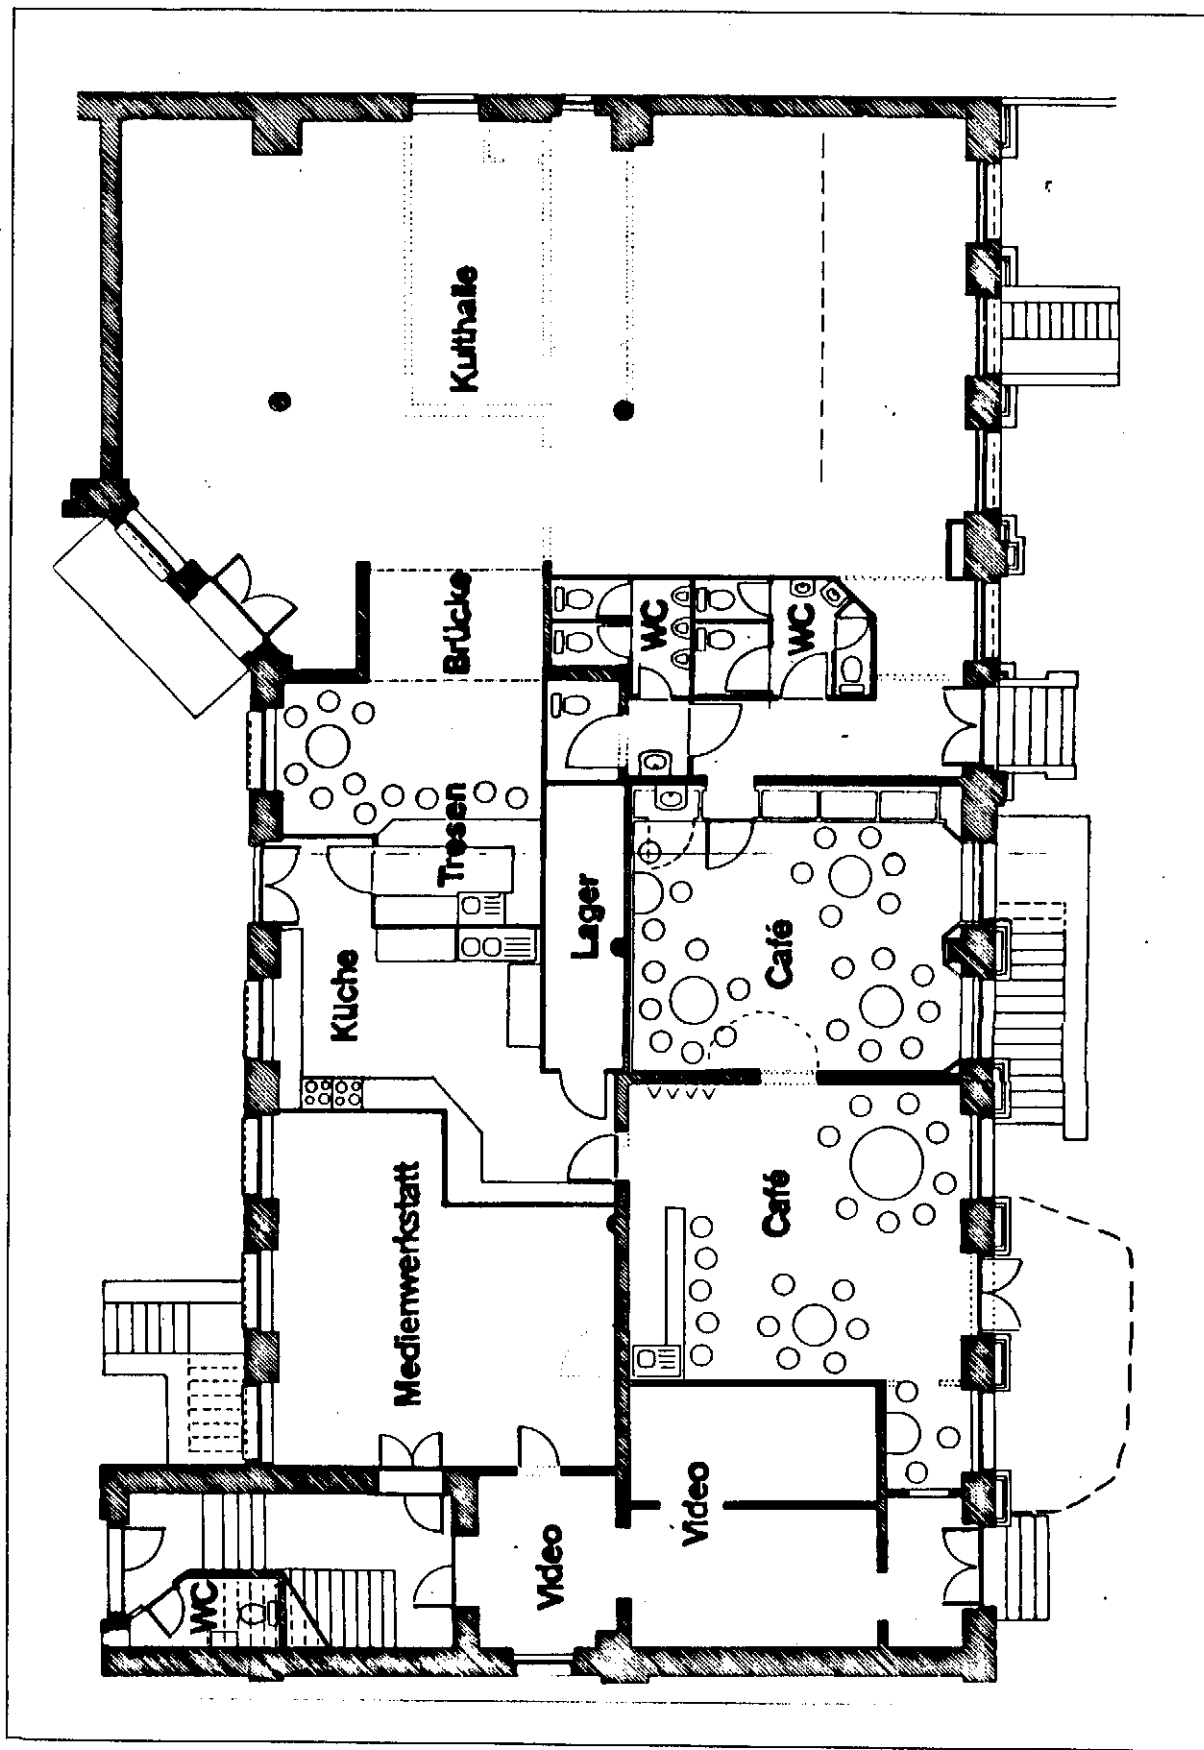 Kulthalle
Brücke
WC
WC
Tresen
Lager
Küche
Café
Café
Medienwerkstatt
Video
Video
WC